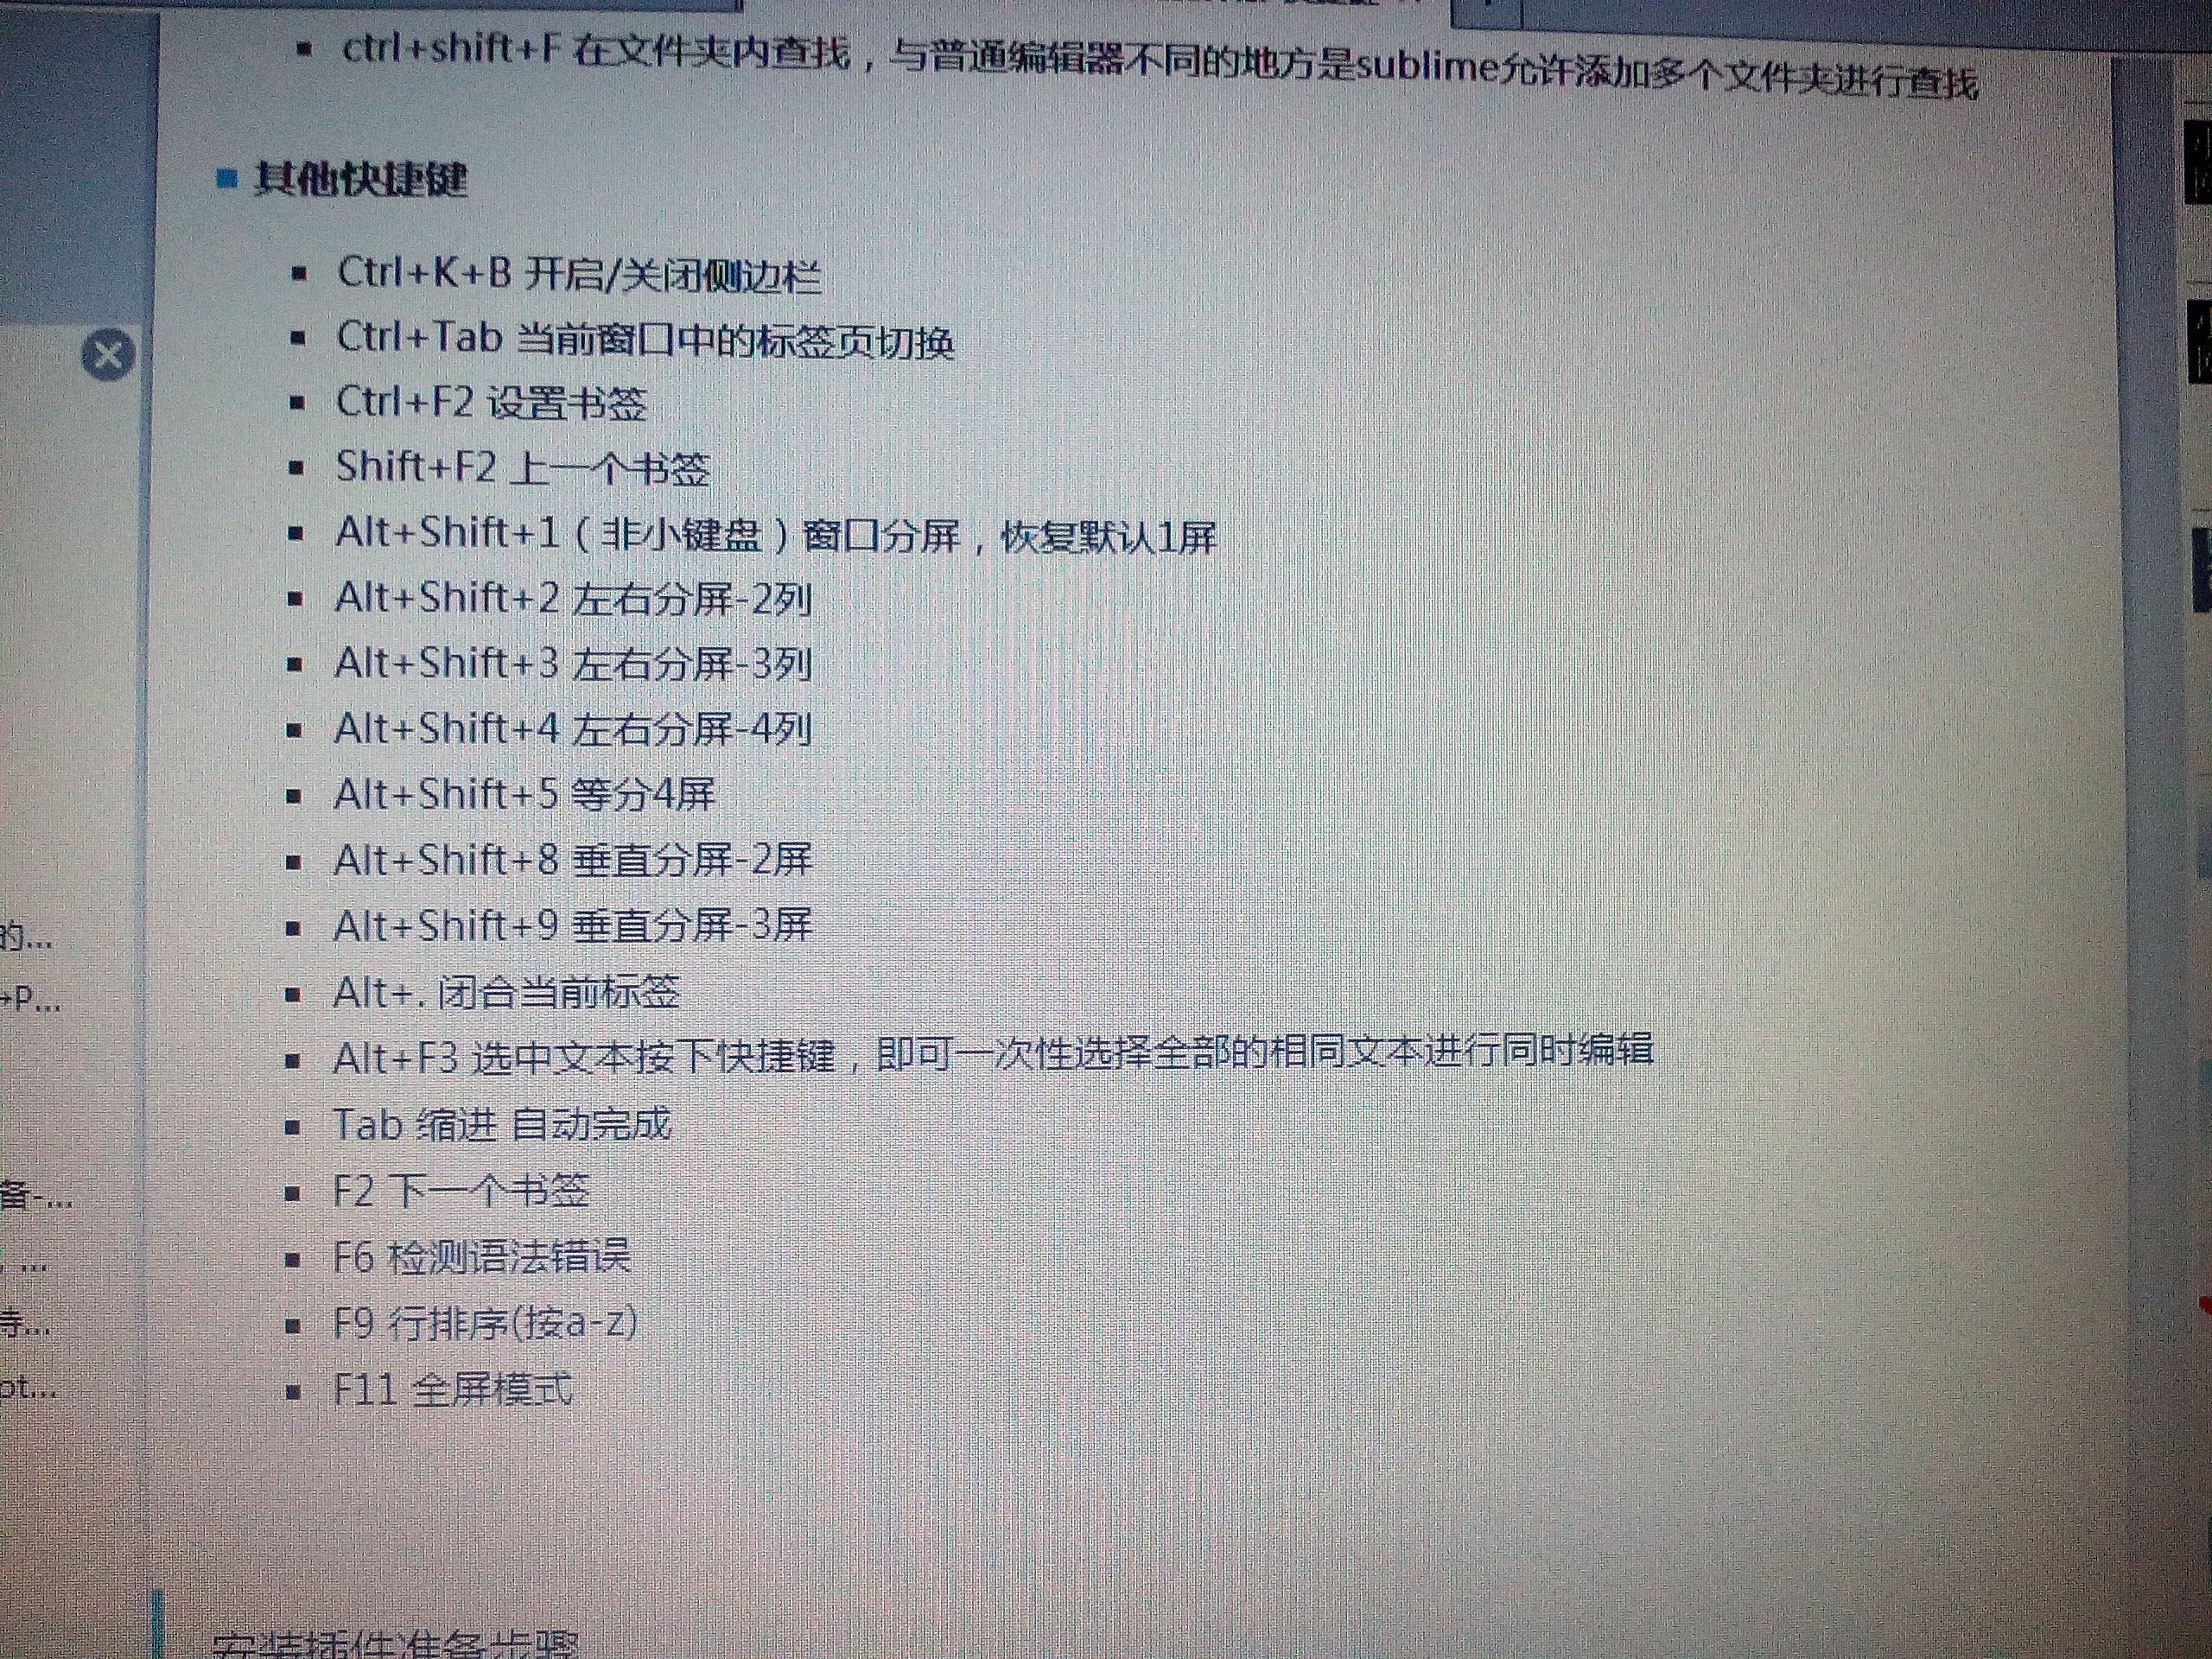 ctrl+shift+F 在文件夹内查找，与普通编辑器不同的地方是sublime允许添加多个文件夹进行查找
其他快捷键
Ctrl+K+B 开启/关闭侧边栏
Ctrl+Tab 当前窗口中的标签页切换
Ctrl+F2 设置书签
Shift+F2 上一个书签
Alt+Shift+1（非小键盘）窗口分屏，恢复默认1屏
Alt+Shift+2 左右分屏-2列
Alt+Shift+3 左右分屏-3列
Alt+Shift+4 左右分屏-4列
Alt+Shift+5 等分4屏
Alt+Shift+8 垂直分屏-2屏
Alt+Shift+9 垂直分屏-3屏
的...
Alt+. 闭合当前标签
P...
Alt+F3 选中文本按下快捷键，即可一次性选择全部的相同文本进行同时编辑
Tab 缩进 自动完成
F2 下一个书签
备-...
F6 检测语法错误
F9 行排序(按a-z)
F11 全屏模式
ot...
安装插件准备步骤